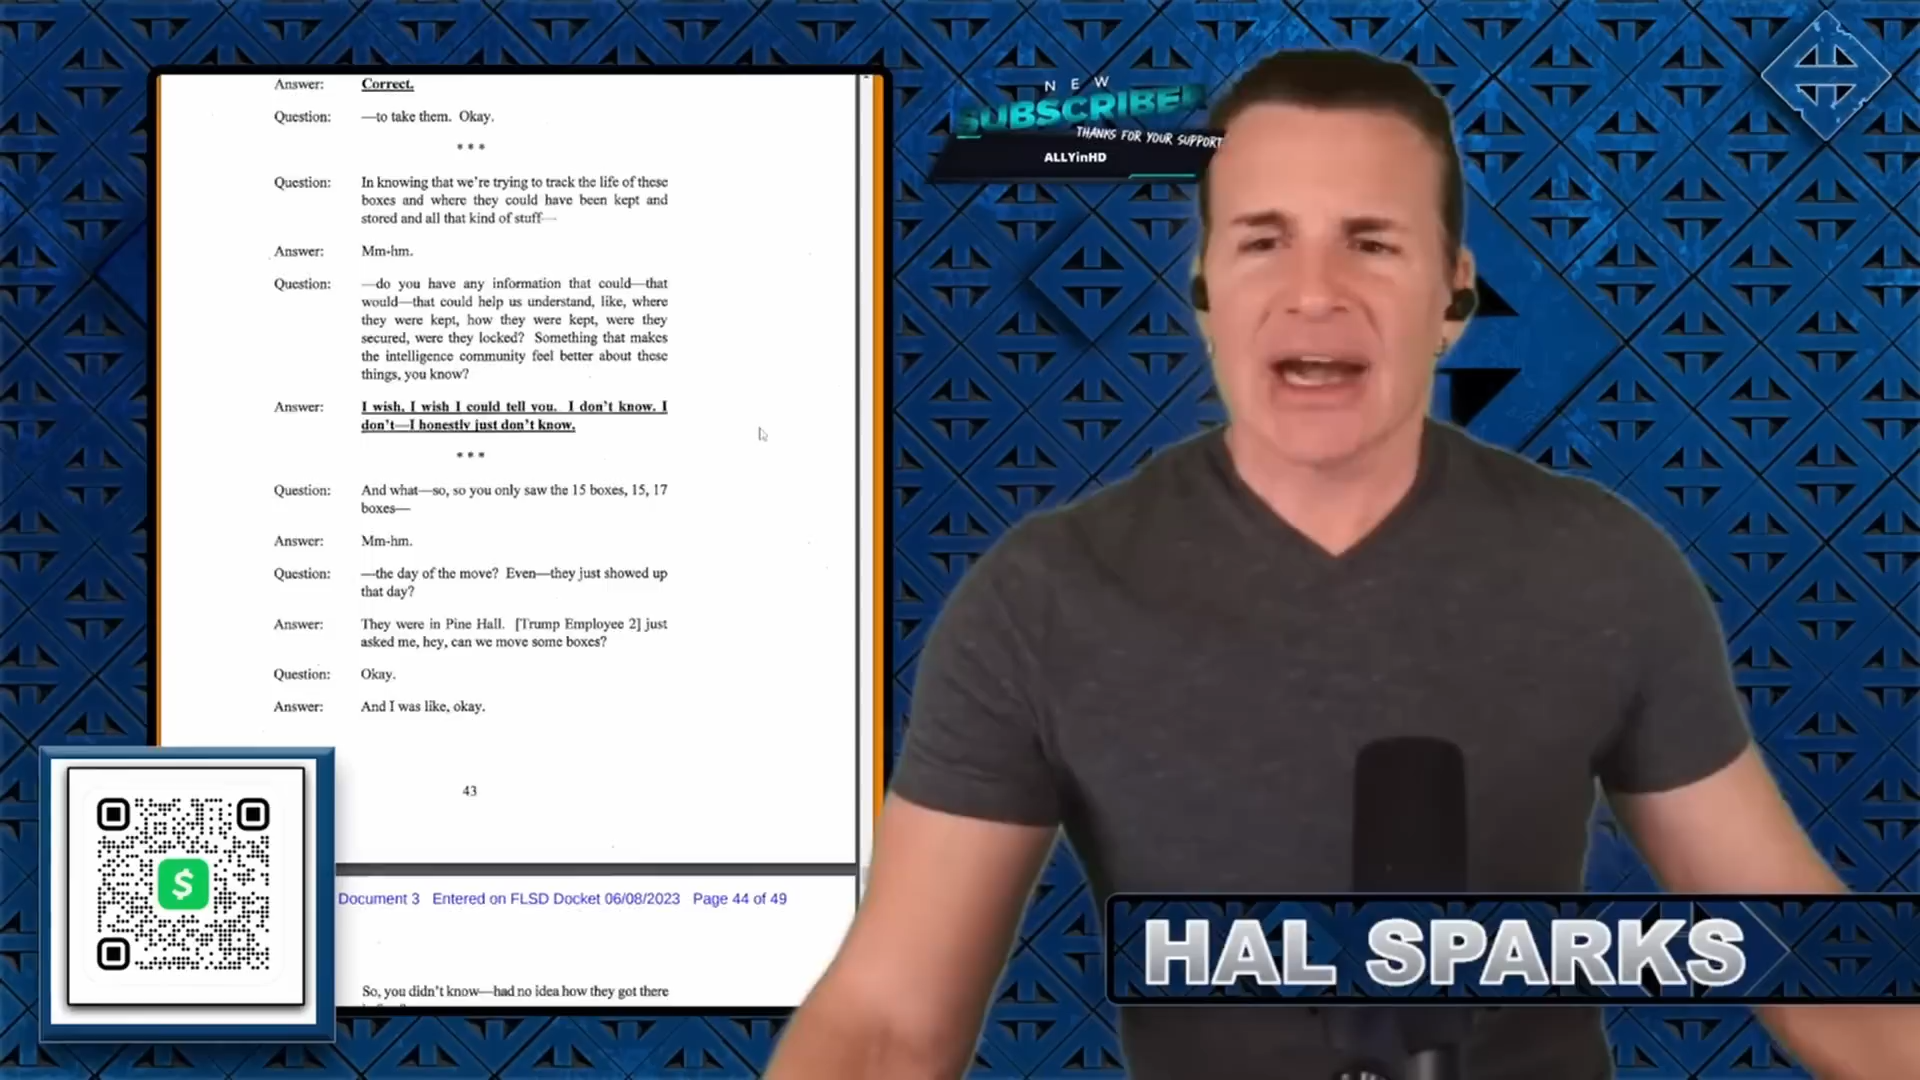 Answer: Correct.
Question: —to take them. Okay.
* * *
Question: In knowing that we're trying to track the life of these
boxes and where they could have been kept and
stored and all that kind of stuff—
Answer: Mm-hm.
Question: —do you have any information that could—that
would—that could help us understand, like, where
they were kept, how they were kept, were they
secured, were they locked? Something that makes
the intelligence community feel better about these
things, you know?
Answer: I wish, I wish I could tell you. I don't know. I
don't—I honestly just don't know.
* * *
Question: And what—so, so you only saw the 15 boxes, 15, 17
boxes—
Answer: Mm-hm.
Question: —the day of the move? Even—they just showed up
that day?
Answer: They were in Pine Hall. [Trump Employee 2] just
asked me, hey, can we move some boxes?
Question: Okay.
Answer: And I was like, okay.
43
Document 3 Entered on FLSD Docket 06/08/2023 Page 44 of 49
So, you didn't know—had no idea how they got there
NEW
SUBSCRIBER
THANKS FOR YOUR SUPPORT
ALLYinHD
$
HAL SPARKS